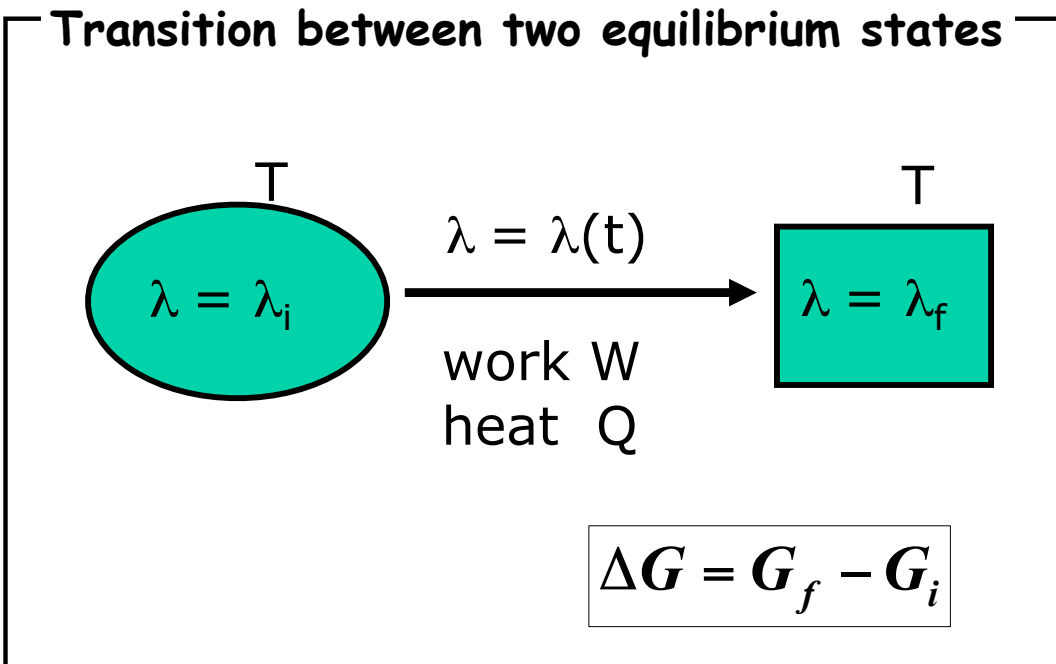 Transition between two equilibrium states
T
T
λ = λ(t)
λ = λi
λ = λf
work W
heat Q
ΔG = Gf − Gi